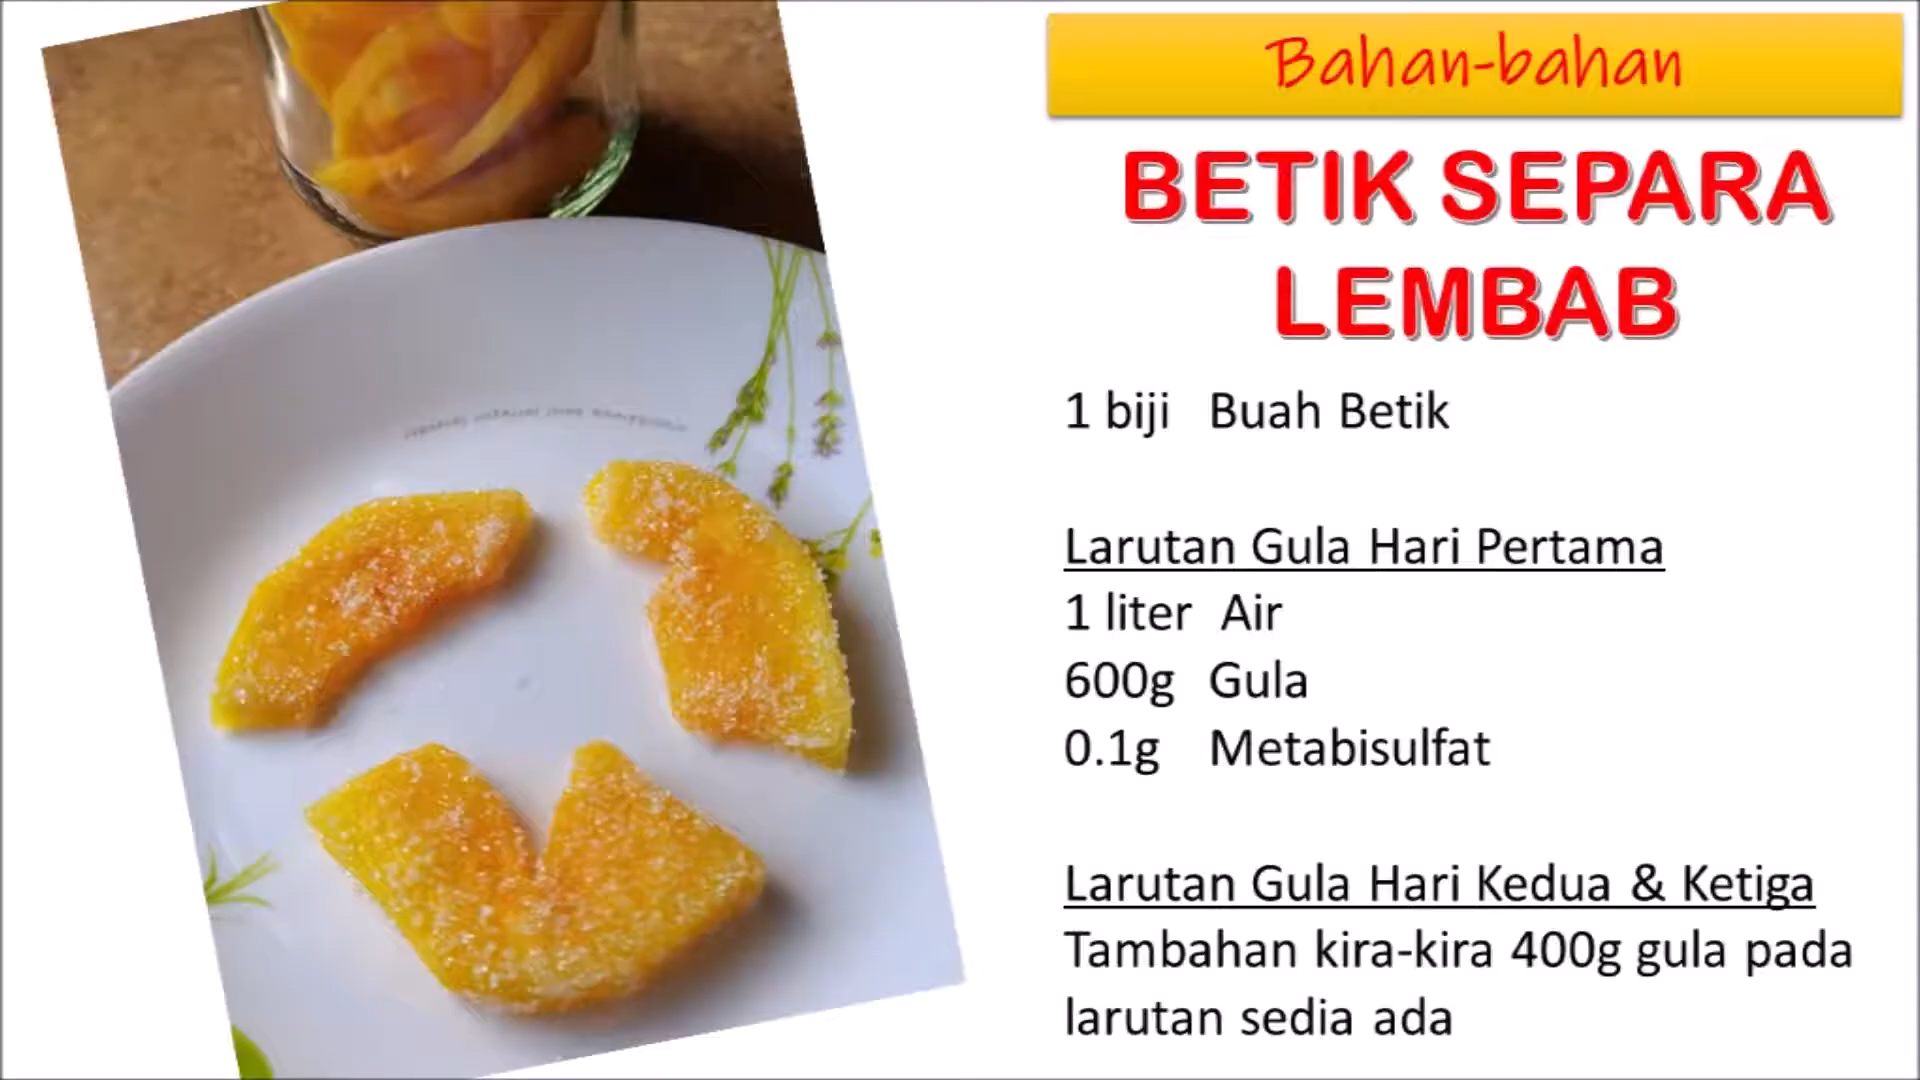 Bahan-bahan
BETIK SEPARA
LEMBAB
1 biji Buah Betik
Larutan Gula Hari Pertama
1 liter Air
600g Gula
0.1g Metabisulfat
Larutan Gula Hari Kedua & Ketiga
Tambahan kira-kira 400g gula pada
larutan sedia ada